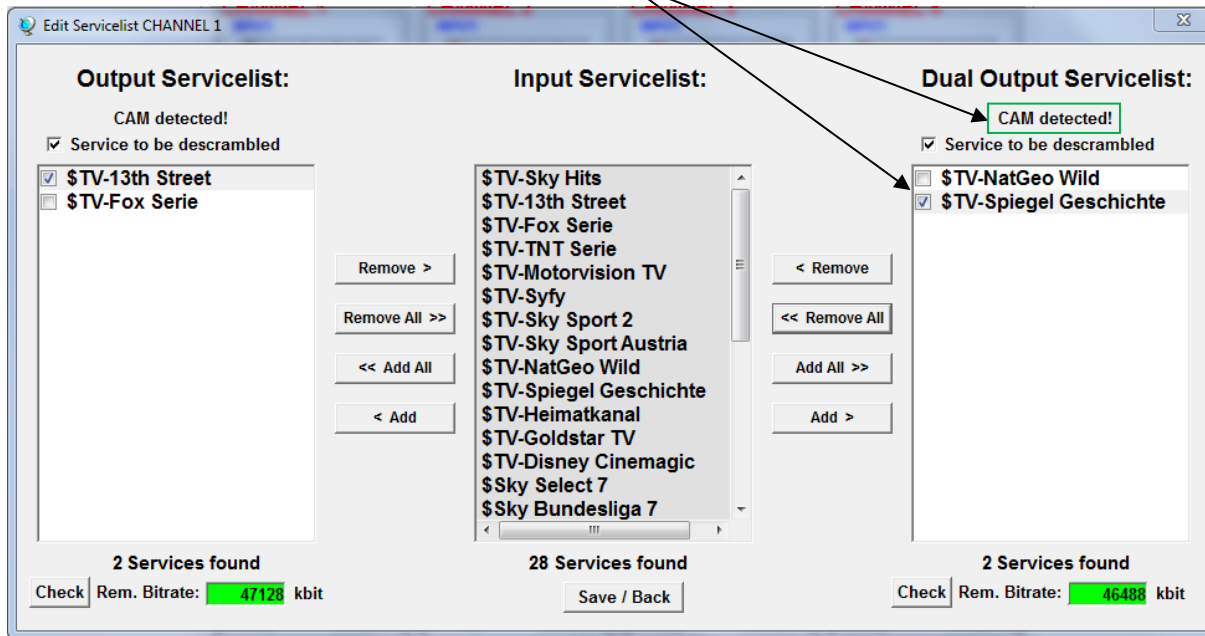 Edit Servicelist CHANNEL 1
Output Servicelist:
CAM detected!
Service to be descrambled
$TV-13th Street
$TV-Fox Serie
2 Services found
Check Rem. Bitrate: 47128 kbit
Remove >
Remove All >>
<< Add All
< Add
Input Servicelist:
$TV-Sky Hits
$TV-13th Street
$TV-Fox Serie
$TV-TNT Serie
$TV-Motorvision TV
$TV-Syfy
$TV-Sky Sport 2
$TV-Sky Sport Austria
$TV-NatGeo Wild
$TV-Spiegel Geschichte
$TV-Heimatkanal
$TV-Goldstar TV
$TV-Disney Cinemagic
$Sky Select 7
$Sky Bundesliga 7
28 Services found
Save / Back
< Remove
<< Remove All
Add All >>
Add >
Dual Output Servicelist:
CAM detected!
Service to be descrambled
$TV-NatGeo Wild
$TV-Spiegel Geschichte
2 Services found
Check Rem. Bitrate: 46488 kbit